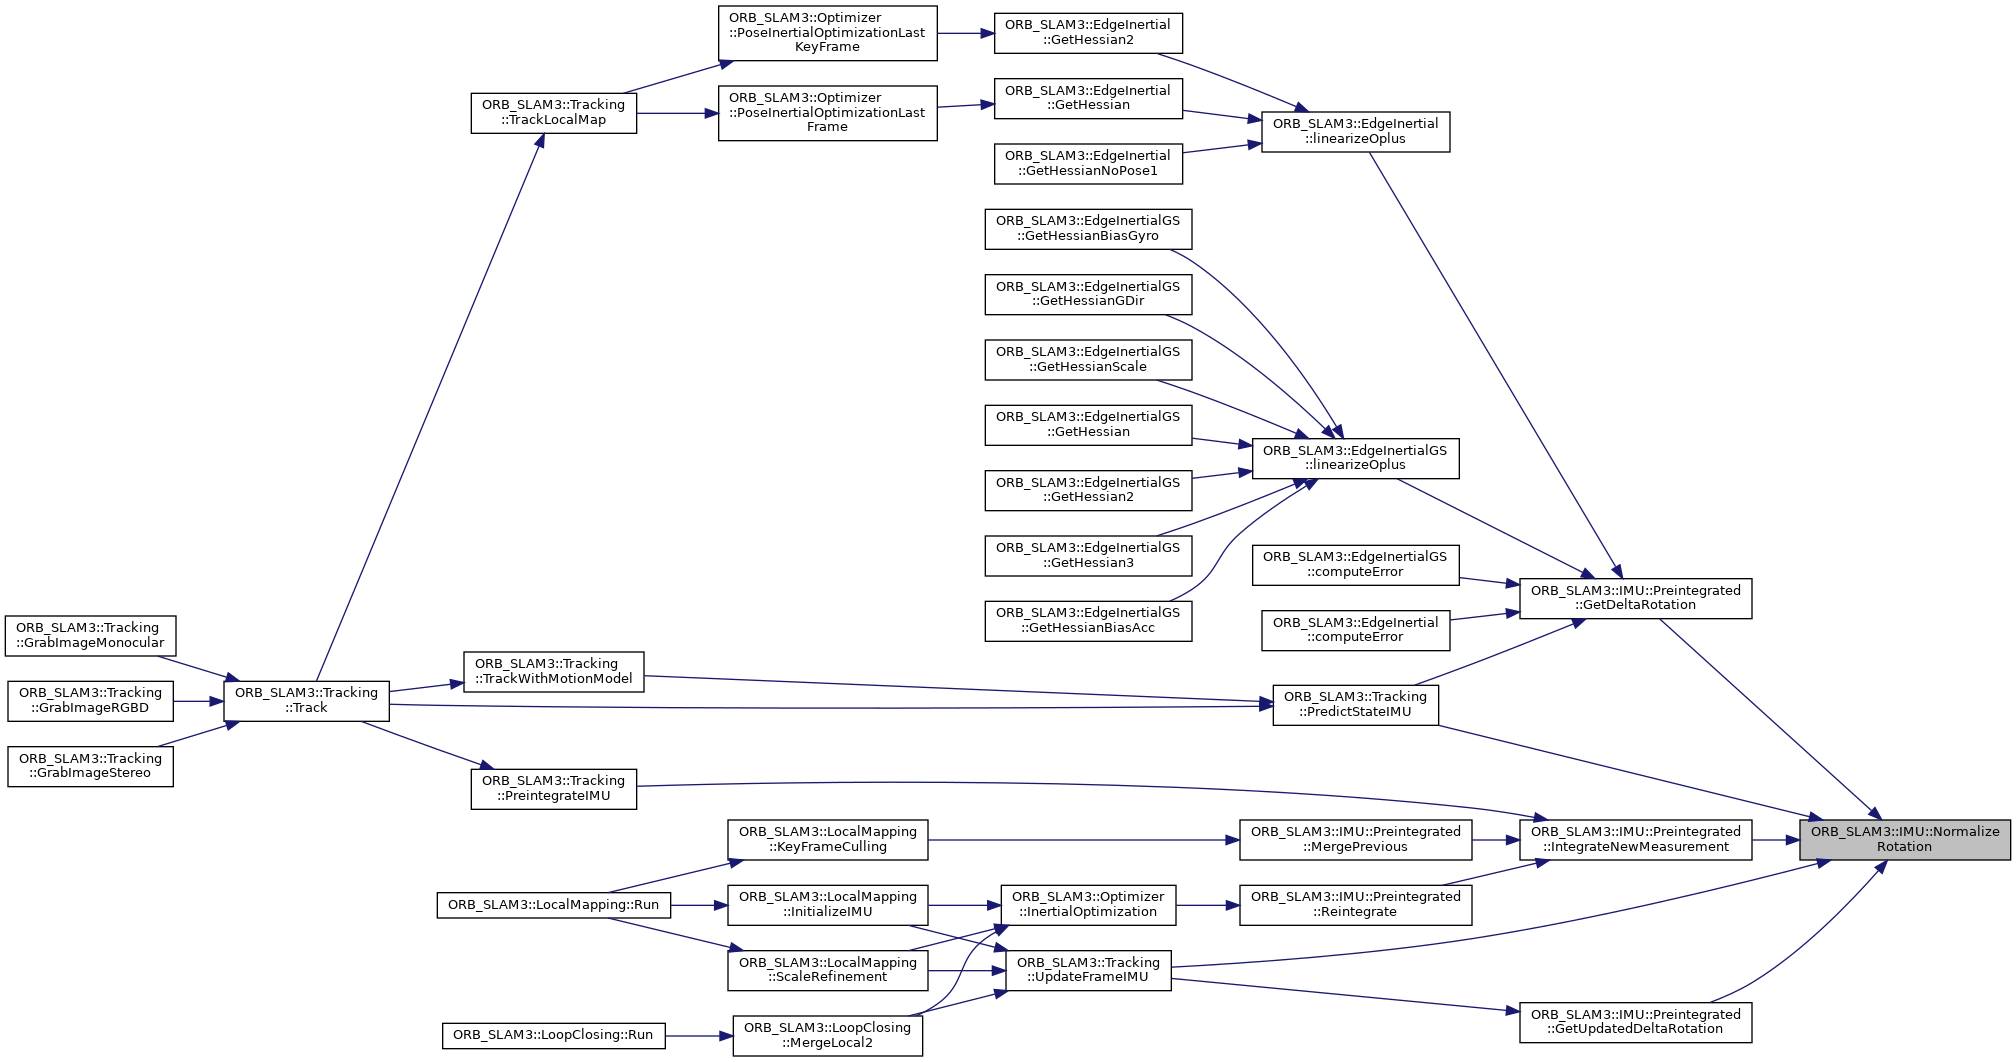 ORB_SLAM3::Optimizer
::PoseInertialOptimizationLast
KeyFrame
ORB_SLAM3::EdgeInertial
::GetHessian2
ORB_SLAM3::Tracking
::TrackLocalMap
ORB_SLAM3::Optimizer
::PoseInertialOptimizationLast
Frame
ORB_SLAM3::EdgeInertial
::GetHessian
ORB_SLAM3::EdgeInertial
::linearizeOplus
ORB_SLAM3::EdgeInertial
::GetHessianNoPose1
ORB_SLAM3::EdgeInertialGS
::GetHessianBiasGyro
ORB_SLAM3::EdgeInertialGS
::GetHessianGDir
ORB_SLAM3::EdgeInertialGS
::GetHessianScale
ORB_SLAM3::EdgeInertialGS
::GetHessian
ORB_SLAM3::EdgeInertialGS
::linearizeOplus
ORB_SLAM3::EdgeInertialGS
::GetHessian2
ORB_SLAM3::EdgeInertialGS
::GetHessian3
ORB_SLAM3::EdgeInertialGS
::computeError
ORB_SLAM3::IMU::Preintegrated
::GetDeltaRotation
ORB_SLAM3::EdgeInertialGS
::GetHessianBiasAcc
ORB_SLAM3::EdgeInertial
::computeError
ORB_SLAM3::Tracking
::GrabImageMonocular
ORB_SLAM3::Tracking
::TrackWithMotionModel
ORB_SLAM3::Tracking
::GrabImageRGBD
ORB_SLAM3::Tracking
::Track
ORB_SLAM3::Tracking
::PredictStateIMU
ORB_SLAM3::Tracking
::GrabImageStereo
ORB_SLAM3::Tracking
::PreintegrateIMU
ORB_SLAM3::LocalMapping
::KeyFrameCulling
ORB_SLAM3::IMU::Preintegrated
::MergePrevious
ORB_SLAM3::IMU::Preintegrated
::IntegrateNewMeasurement
ORB_SLAM3::IMU::Normalize
Rotation
ORB_SLAM3::LocalMapping::Run
ORB_SLAM3::LocalMapping
::InitializeIMU
ORB_SLAM3::Optimizer
::InertialOptimization
ORB_SLAM3::IMU::Preintegrated
::Reintegrate
ORB_SLAM3::LocalMapping
::ScaleRefinement
ORB_SLAM3::Tracking
::UpdateFrameIMU
ORB_SLAM3::LoopClosing::Run
ORB_SLAM3::LoopClosing
::MergeLocal2
ORB_SLAM3::IMU::Preintegrated
::GetUpdatedDeltaRotation